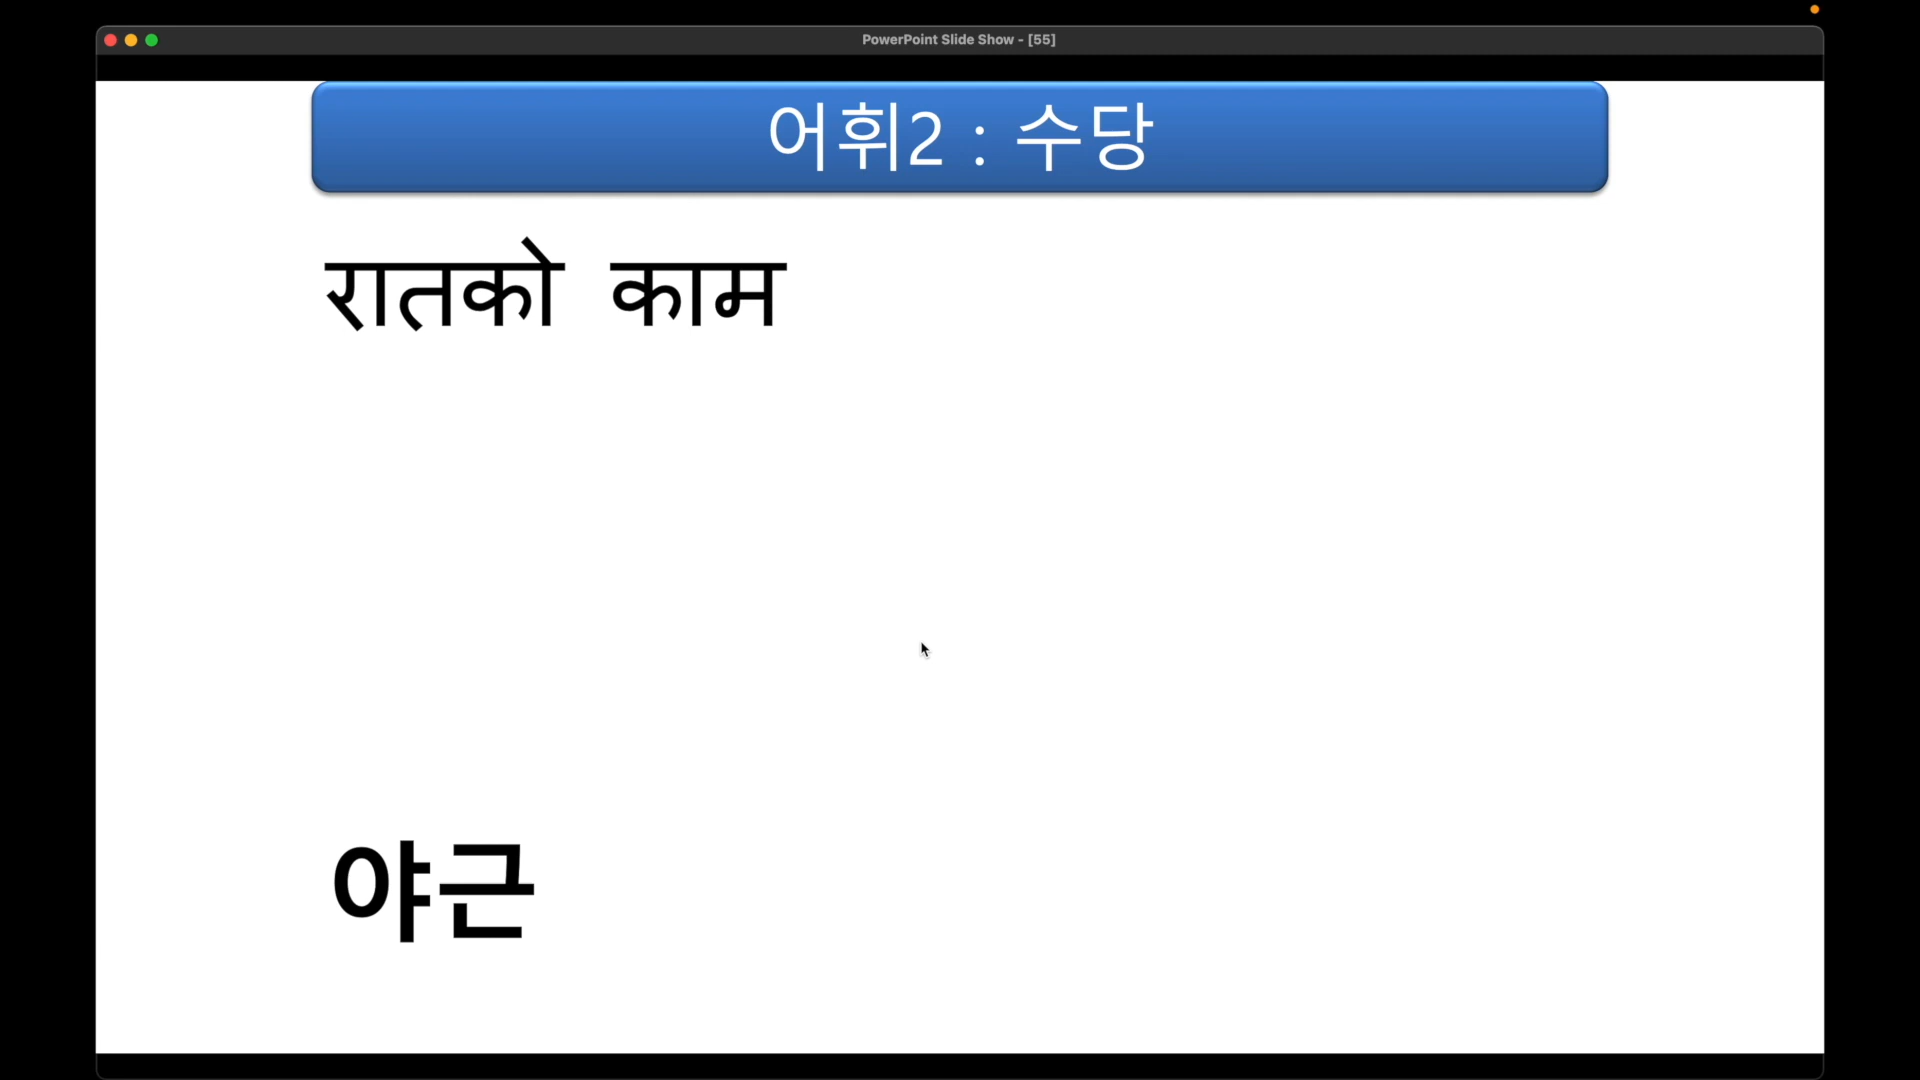 PowerPoint Slide Show - [55]
어휘2 : 수당
रातको काम
야근